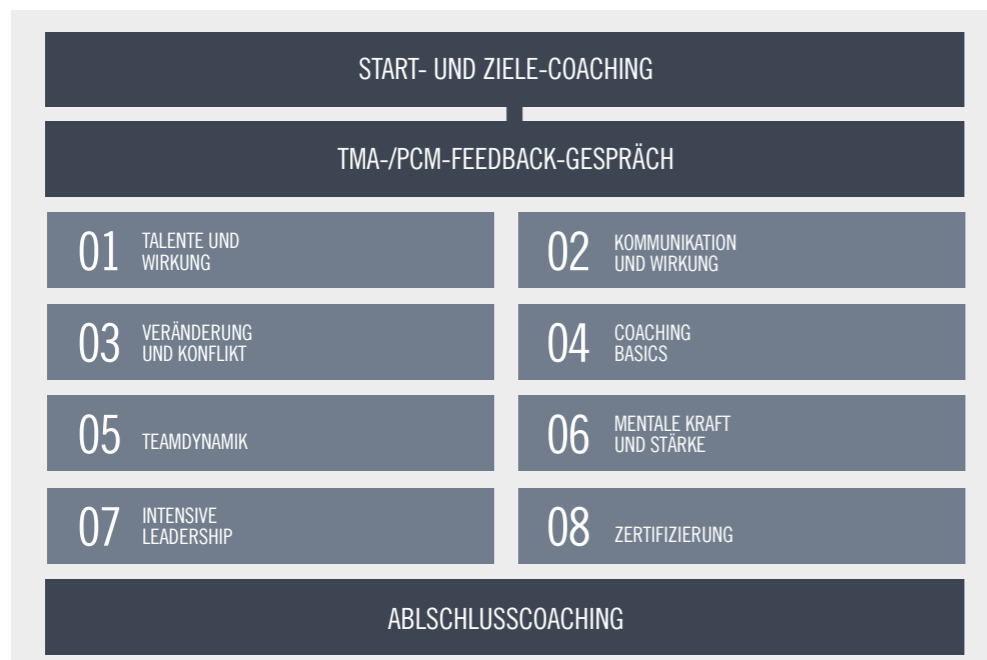 START- UND ZIELE-COACHING
TMA-/PCM-FEEDBACK-GESPRÄCH
01 TALENTE UND
WIRKUNG
02 KOMMUNIKATION
UND WIRKUNG
03 VERÄNDERUNG
UND KONFLIKT
04 COACHING
BASICS
05 TEAMDYNAMIK
06 MENTALE KRAFT
UND STÄRKE
07 INTENSIVE
LEADERSHIP
08 ZERTIFIZIERUNG
ABLSCHLUSSCOACHING